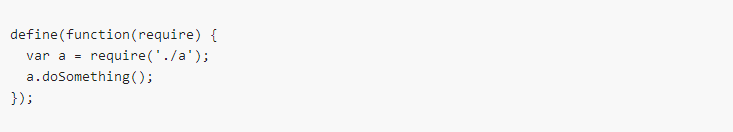 define(function(require) {
  var a = require('./a');
  a.doSomething();
});